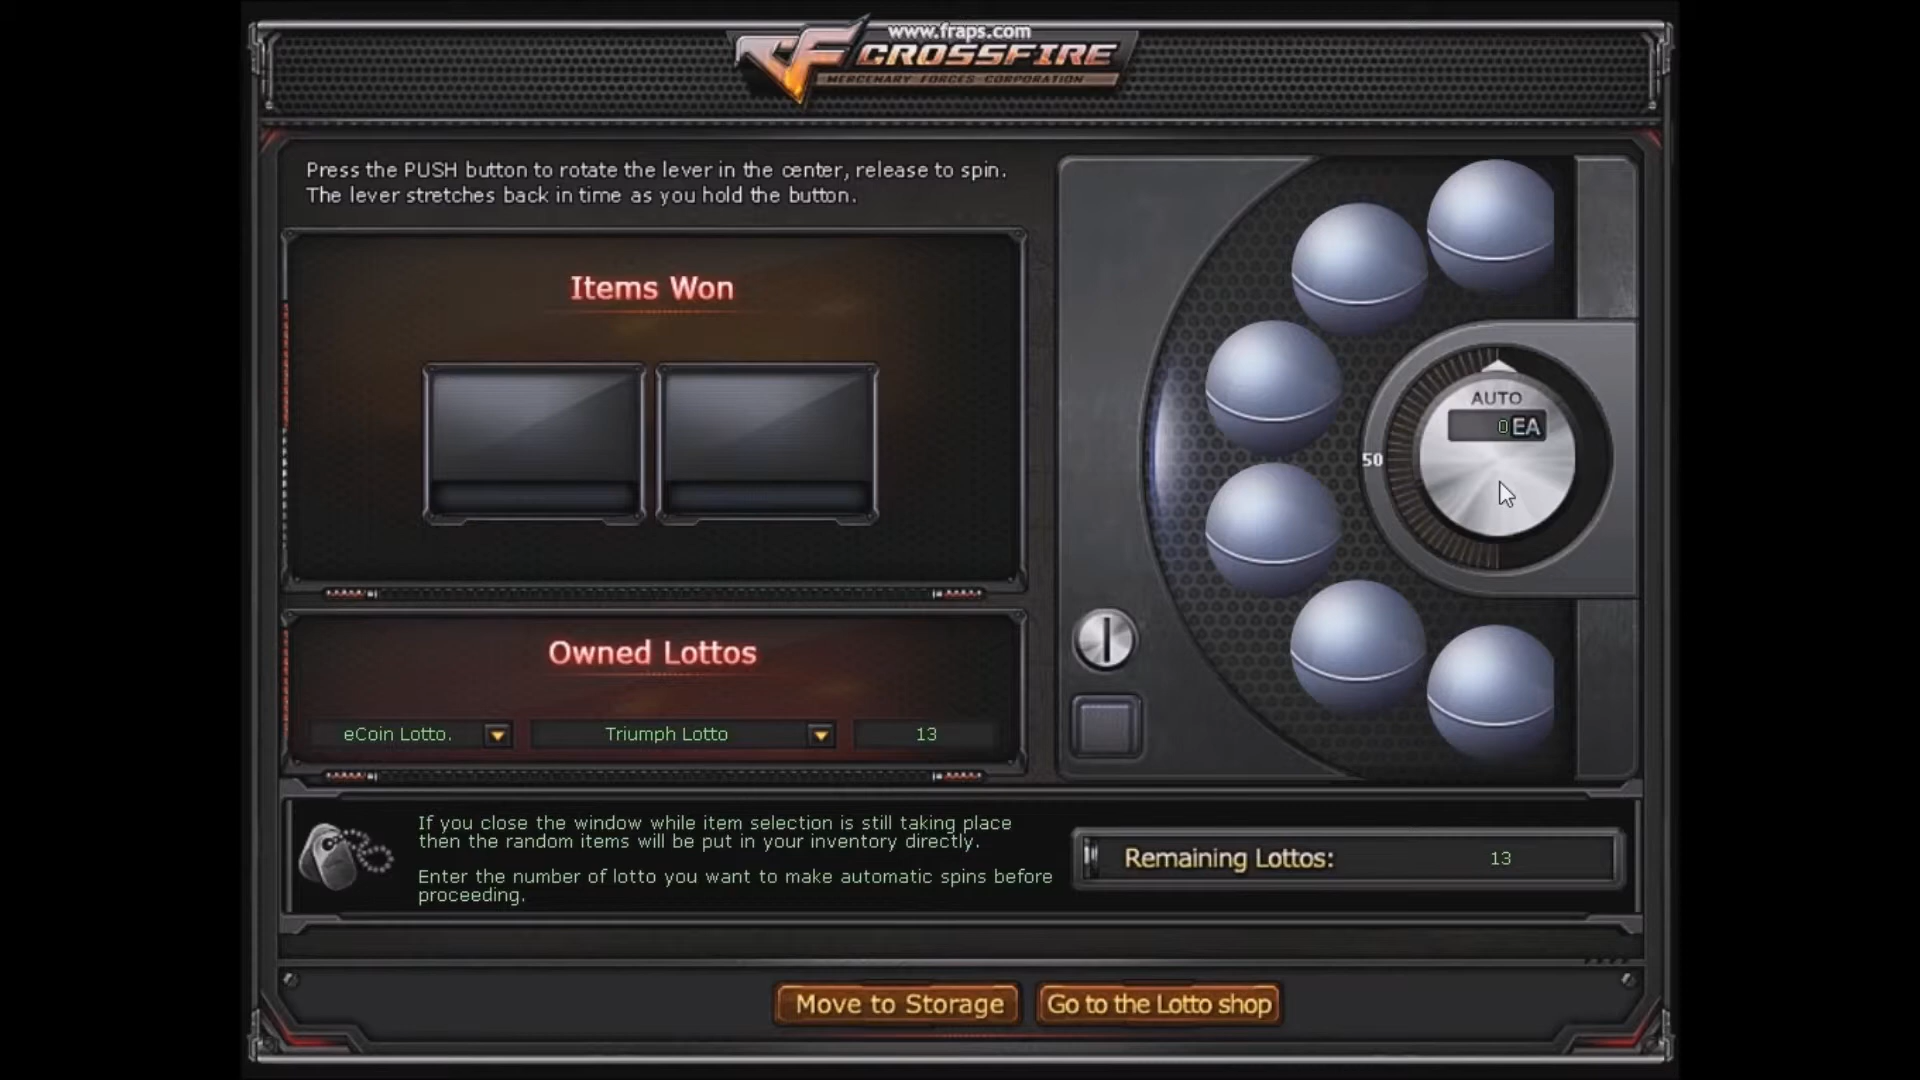 www.fraps.com
CF CROSSFIRE
MERCENARY FORCES CORPORATION
Press the PUSH button to rotate the lever in the center, release to spin.
The lever stretches back in time as you hold the button.
Items Won
AUTO
0 EA
50
Owned Lottos
eCoin Lotto.
Triumph Lotto
13
If you close the window while item selection is still taking place
then the random items will be put in your inventory directly.
Enter the number of lotto you want to make automatic spins before
proceeding.
Remaining Lottos: 13
Move to Storage
Go to the Lotto shop